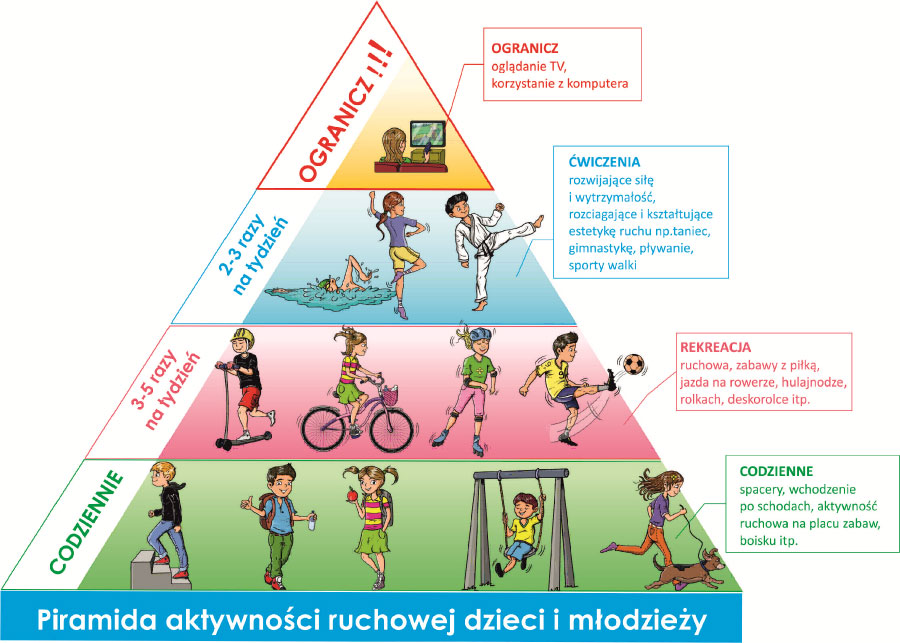 OGRANICZ!!!
OGRANICZ
oglądanie TV,
korzystanie z komputera
2-3 razy
na tydzień
ĆWICZENIA
rozwijające siłę
i wytrzymałość,
rozciagające i kształtujące
estetykę ruchu np.taniec,
gimnastykę, pływanie,
sporty walki
3-5 razy
na tydzień
REKREACJA
ruchowa, zabawy z piłką,
jazda na rowerze, hulajnodze,
rolkach, deskorolce itp.
CODZIENNIE
CODZIENNE
spacery, wchodzenie
po schodach, aktywność
ruchowa na placu zabaw,
boisku itp.
Piramida aktywności ruchowej dzieci i młodzieży